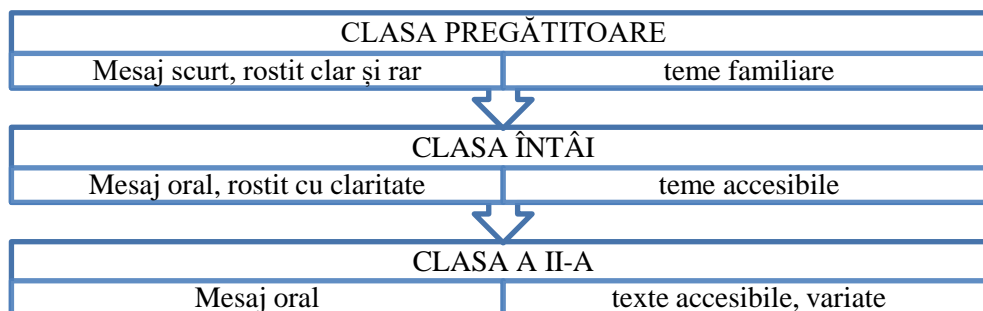 CLASA PREGĂTITOARE
Mesaj scurt, rostit clar și rar
teme familiare
CLASA ÎNTÂI
Mesaj oral, rostit cu claritate
teme accesibile
CLASA A II-A
Mesaj oral
texte accesibile, variate